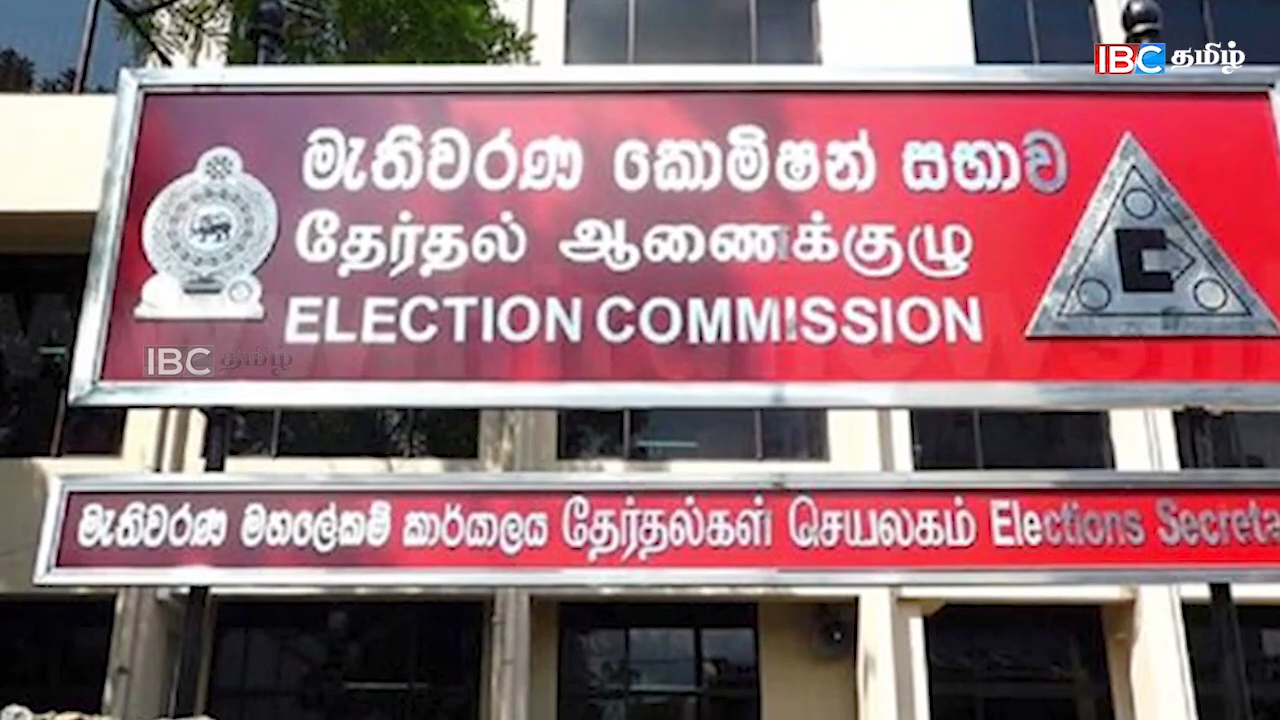 IBC தமிழ்
මැතිවරණ කොමිෂන් සභාව
தேர்தல் ஆணைக்குழு
ELECTION COMMISSION
E
IBC தமிழ்
මැතිවරණ මහලේකම් කාර්යාලය தேர்தல்கள் செயலகம் Elections Secreta